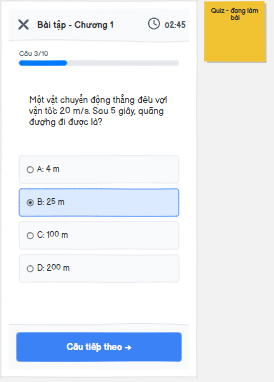 Bài tập - Chương 1
02:45
Câu 3/10
Một vật chuyển động thẳng đều với
vận tốc 20 m/s. Sau 5 giây, quãng
đường đi được là?
A: 4 m
B: 25 m
C: 100 m
D: 200 m
Câu tiếp theo →
Quiz - đang làm
bài